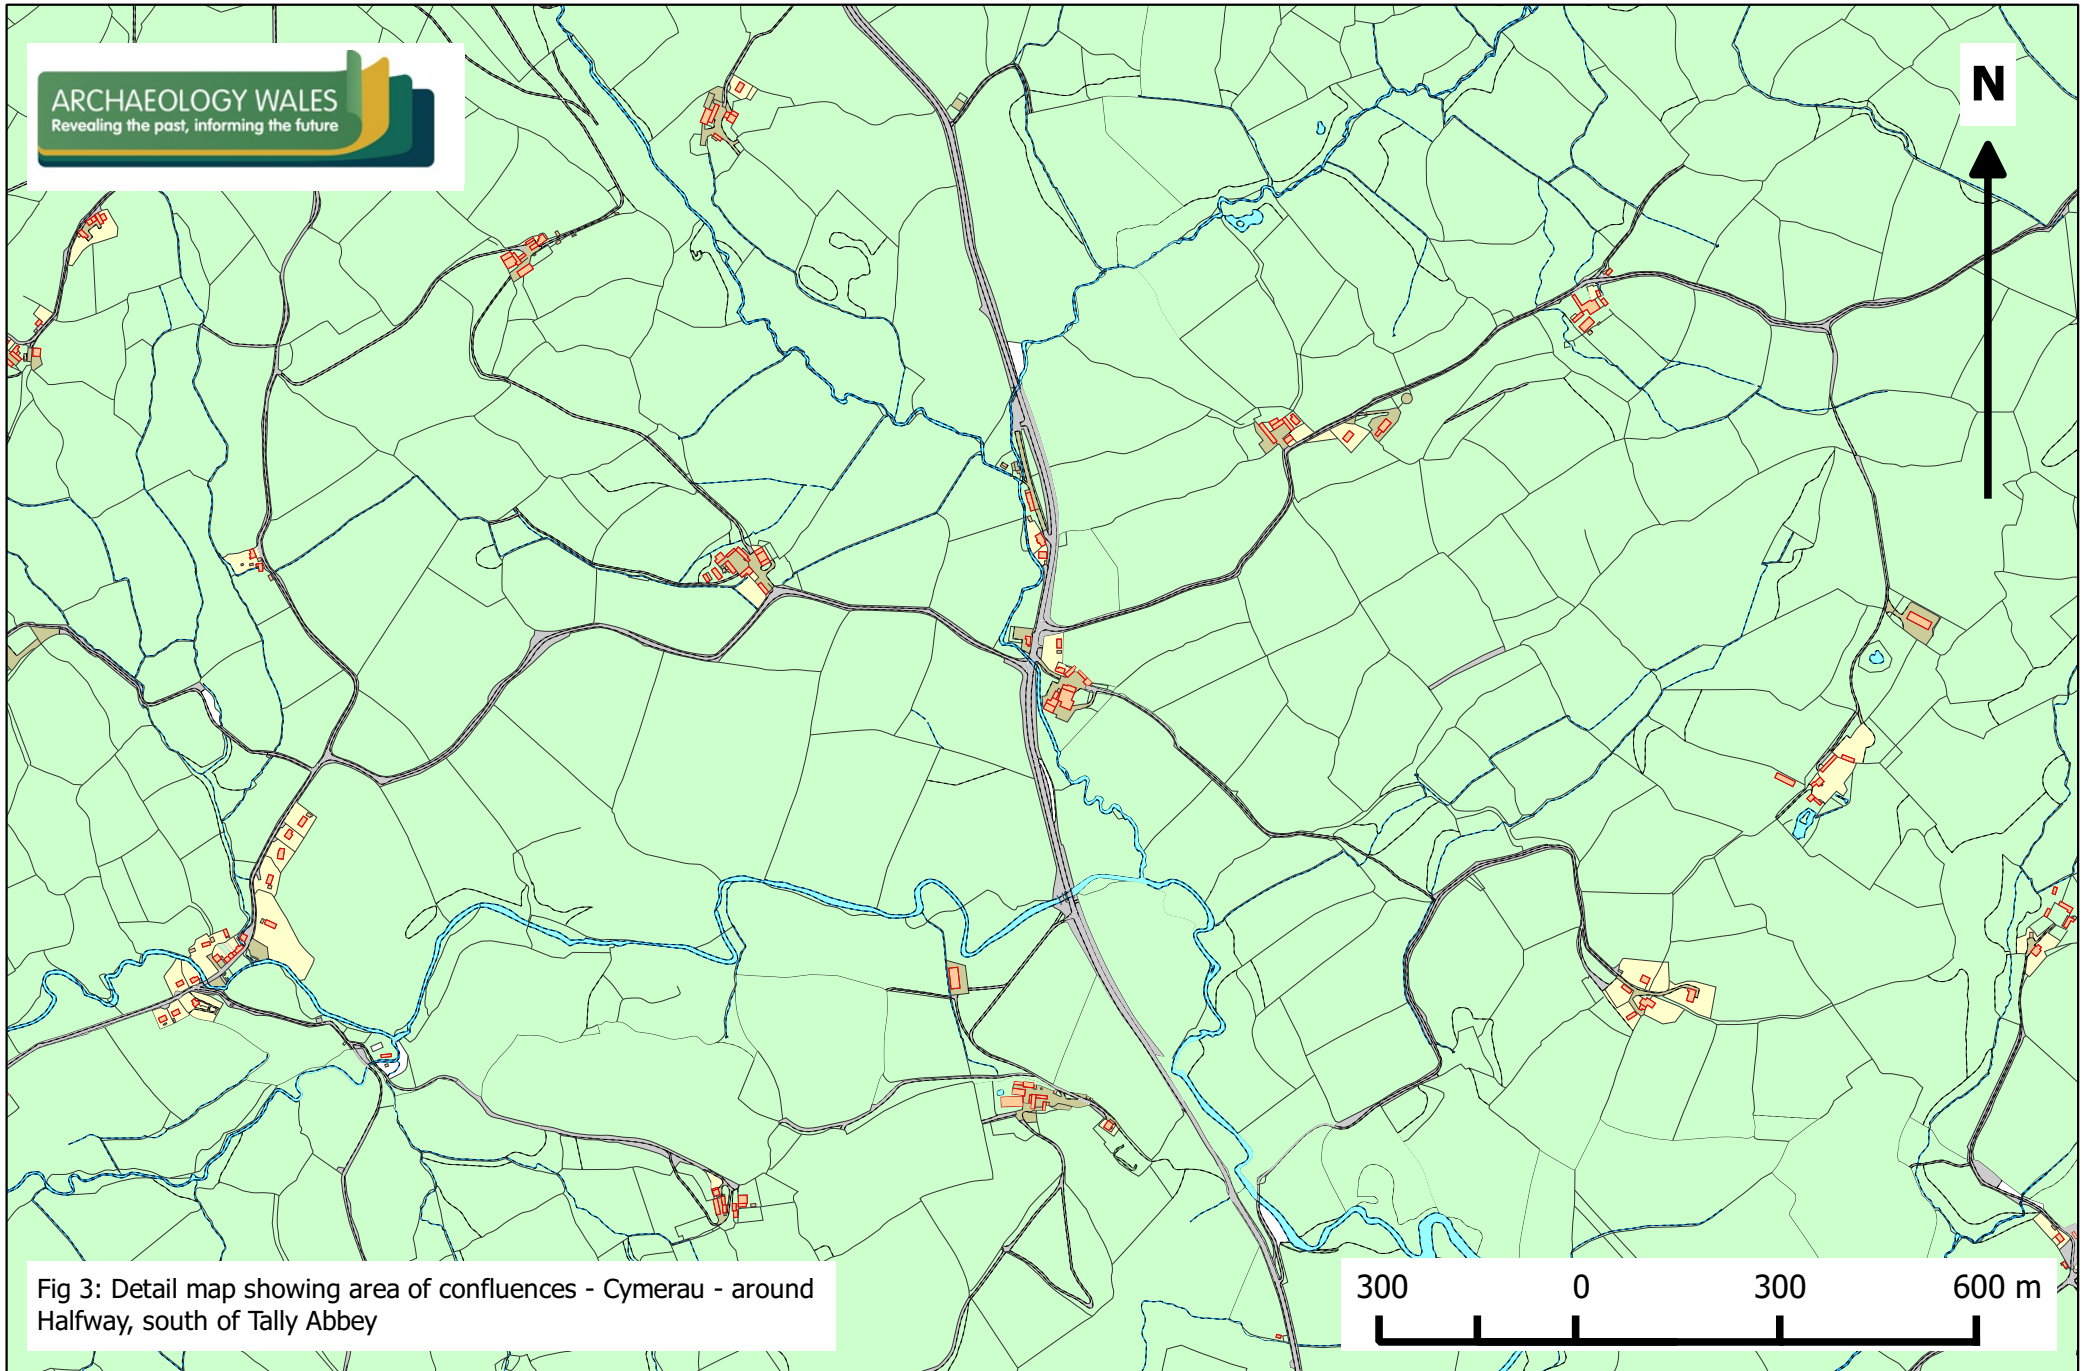 ARCHAEOLOGY WALES
Revealing the past, informing the future
N
Fig 3: Detail map showing area of confluences - Cymerau - around
Halfway, south of Tally Abbey
300 0 300 600 m